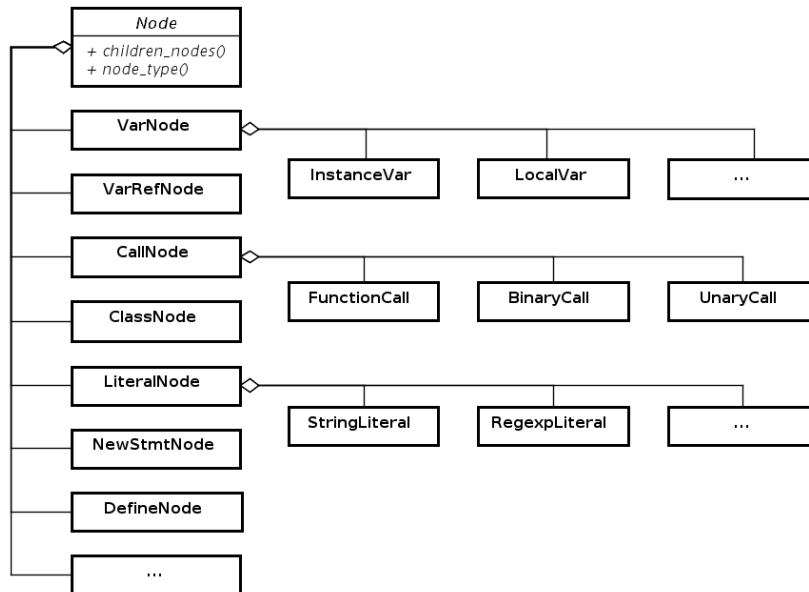 Node
+ children_nodes()
+ node_type()
VarNode
InstanceVar
LocalVar
...
VarRefNode
CallNode
FunctionCall
BinaryCall
UnaryCall
ClassNode
LiteralNode
StringLiteral
RegexpLiteral
...
NewStmtNode
DefineNode
...